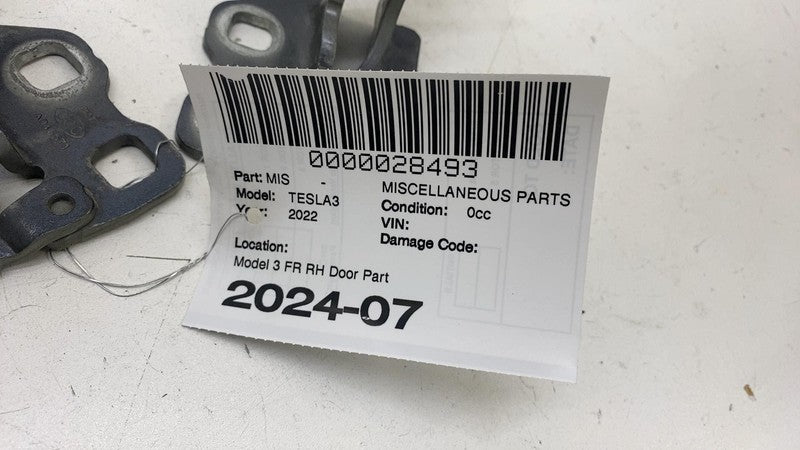 0000028493
Part: MIS - MISCELLANEOUS PARTS
Model: TESLA3 Condition: 0cc
Year: 2022 VIN:
Damage Code:
Location:
Model 3 FR RH Door Part
2024-07